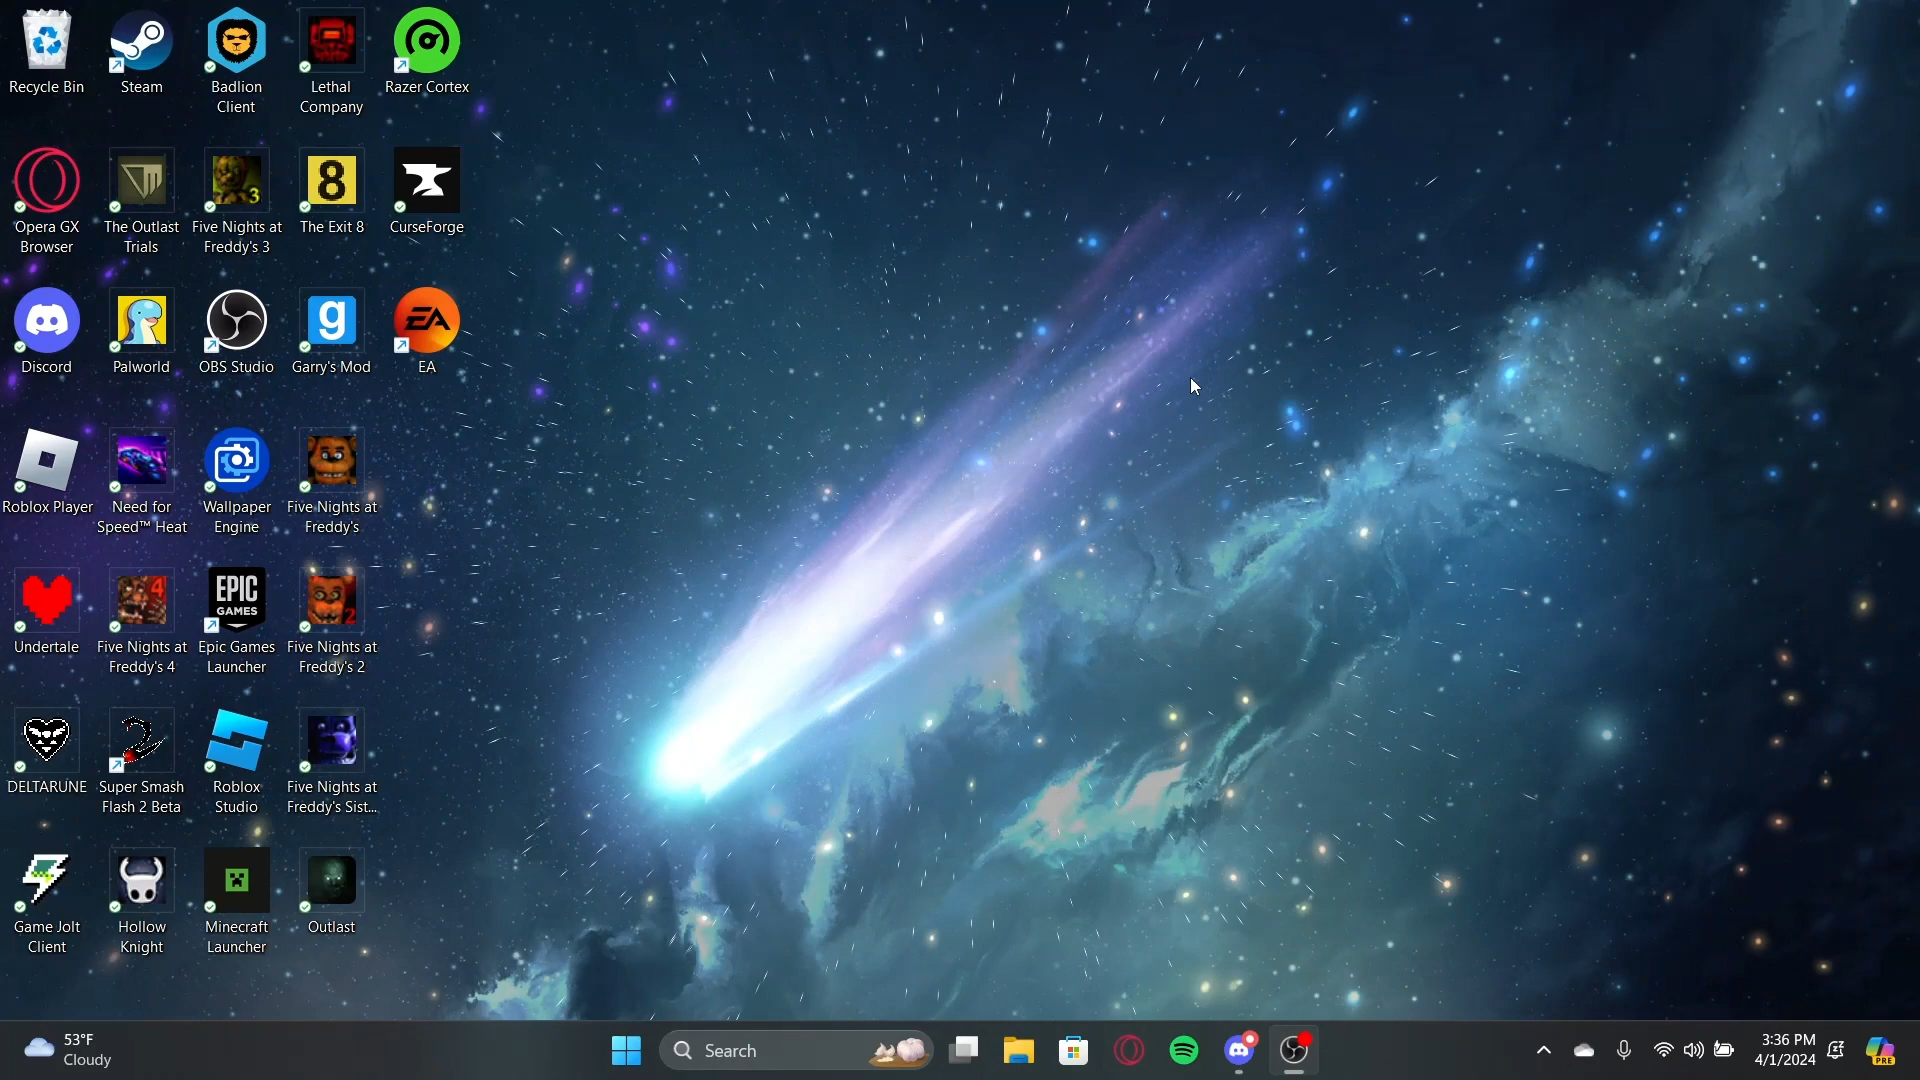 Recycle Bin
Steam
Badlion
Client
Lethal
Company
Razer Cortex
Opera GX
Browser
The Outlast
Trials
3
Five Nights at
Freddy's 3
8
The Exit 8
CurseForge
Discord
Palworld
OBS Studio
g
Garry's Mod
EA
EA
Roblox Player
Need for
Speed™ Heat
Wallpaper
Engine
Five Nights at
Freddy's
Undertale
4
Five Nights at
Freddy's 4
EPIC
GAMES
Epic Games
Launcher
2
Five Nights at
Freddy's 2
DELTARUNE
Super Smash
Flash 2 Beta
Roblox
Studio
Five Nights at
Freddy's Sist...
Game Jolt
Client
Hollow
Knight
Minecraft
Launcher
Outlast
53°F
Cloudy
Search
3:36 PM
4/1/2024
PRE